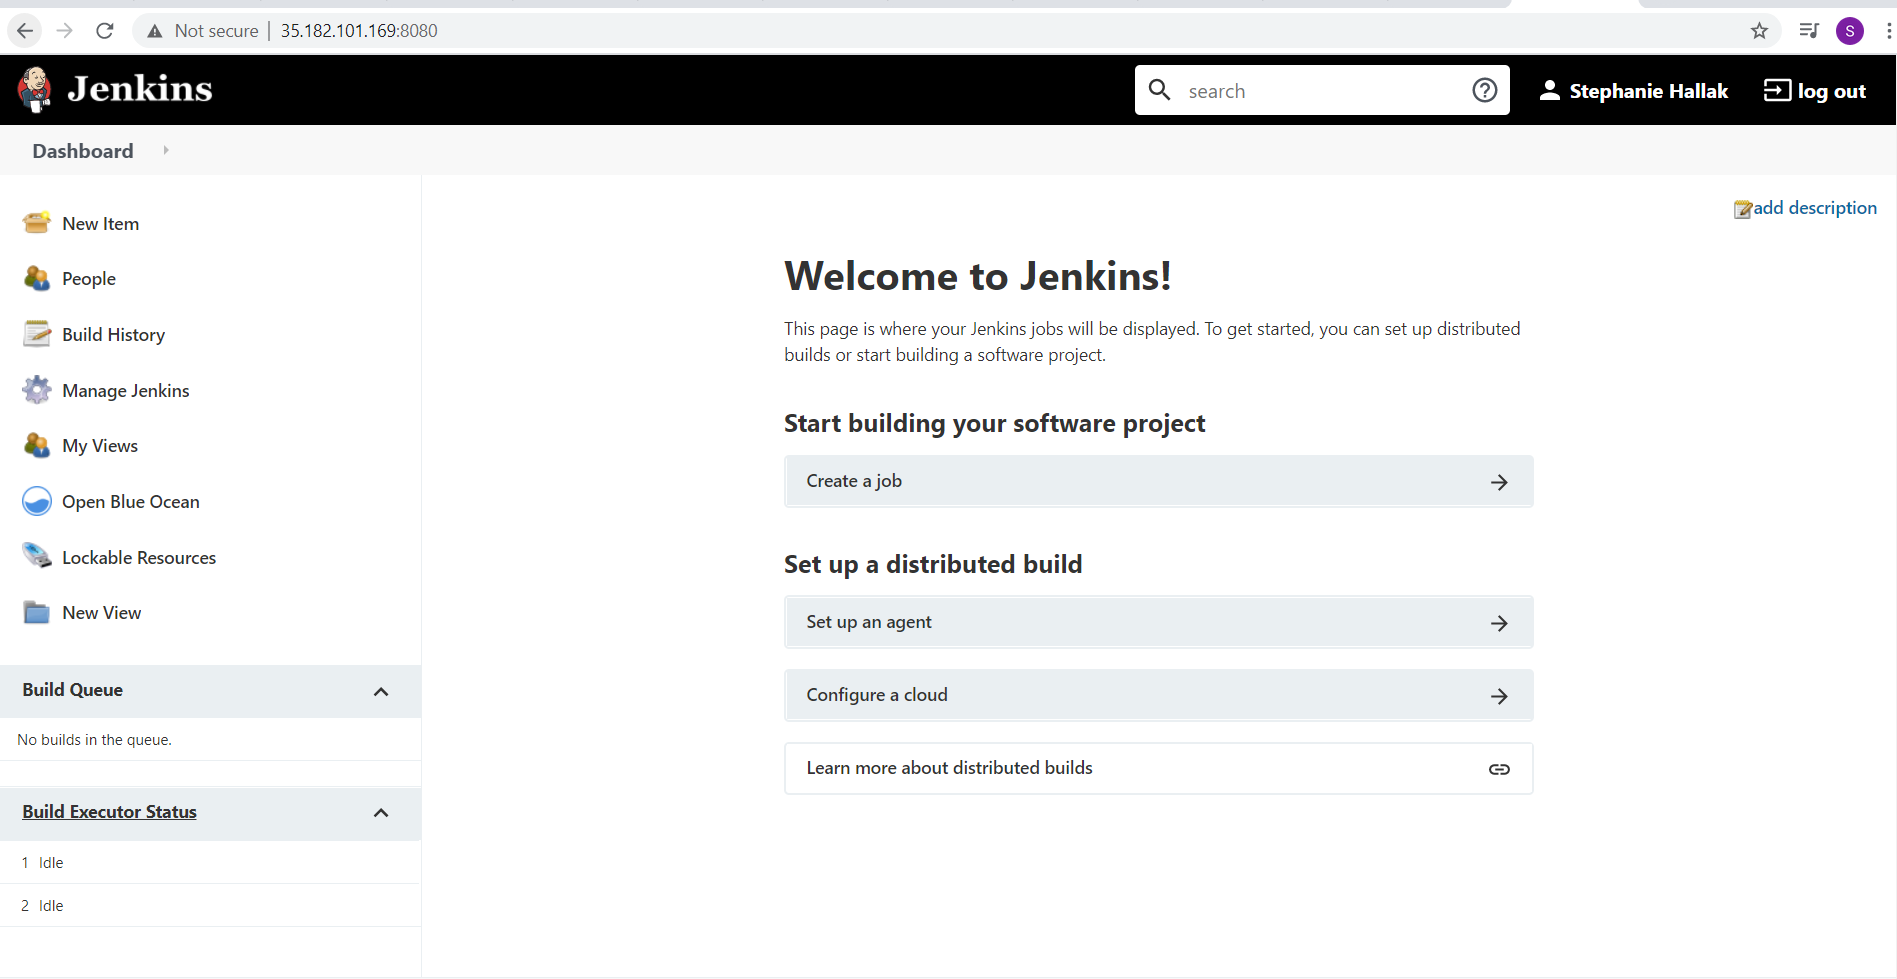 Not secure | 35.182.101.169:8080
S
Jenkins
search
Stephanie Hallak
log out
Dashboard
New Item
People
Build History
Manage Jenkins
My Views
Open Blue Ocean
Lockable Resources
New View
Build Queue
No builds in the queue.
Build Executor Status
1 Idle
2 Idle
add description
Welcome to Jenkins!
This page is where your Jenkins jobs will be displayed. To get started, you can set up distributed
builds or start building a software project.
Start building your software project
Create a job
Set up a distributed build
Set up an agent
Configure a cloud
Learn more about distributed builds